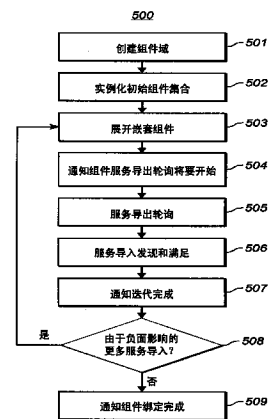 500
创建组件域
501
实例化初始组件集合
502
展开嵌套组件
503
通知组件服务导出轮询将要开始
504
服务导出轮询
505
服务导入发现和满足
506
通知迭代完成
507
是
由于负面影响的
更多服务导入?
508
否
通知组件绑定完成
509